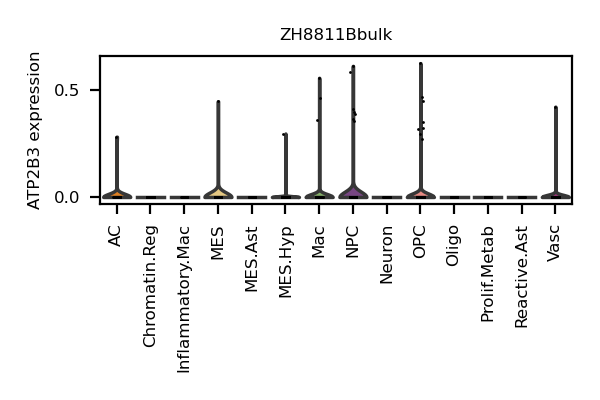 ZH8811Bbulk
ATP2B3 expression
0.5
0.0
AC
Chromatin.Reg
Inflammatory.Mac
MES
MES.Ast
MES.Hyp
Mac
NPC
Neuron
OPC
Oligo
Prolif.Metab
Reactive.Ast
Vasc